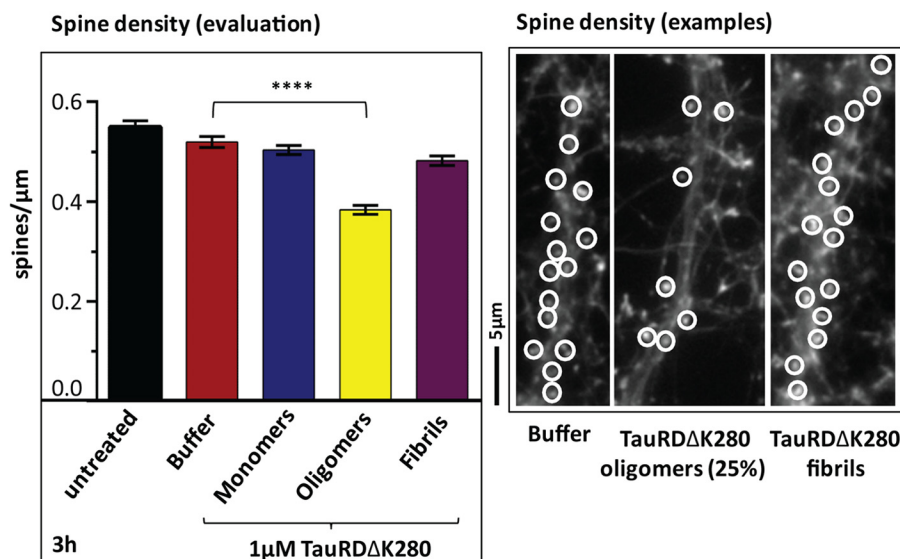 Spine density (evaluation)
****
0.6
0.4
0.2
0.0
spines/μm
untreated
Buffer
Monomers
Oligomers
Fibrils
3h
1μM TauRDΔK280
Spine density (examples)
5μm
Buffer
TauRDΔK280
oligomers (25%)
TauRDΔK280
fibrils